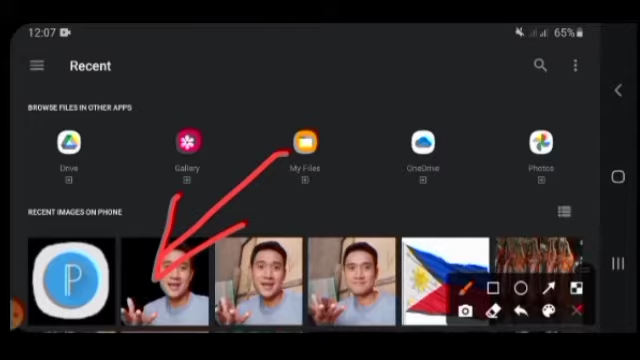 12:07
65%
Recent
BROWSE FILES IN OTHER APPS
Drive
Gallery
My Files
OneDrive
Photos
RECENT IMAGES ON PHONE